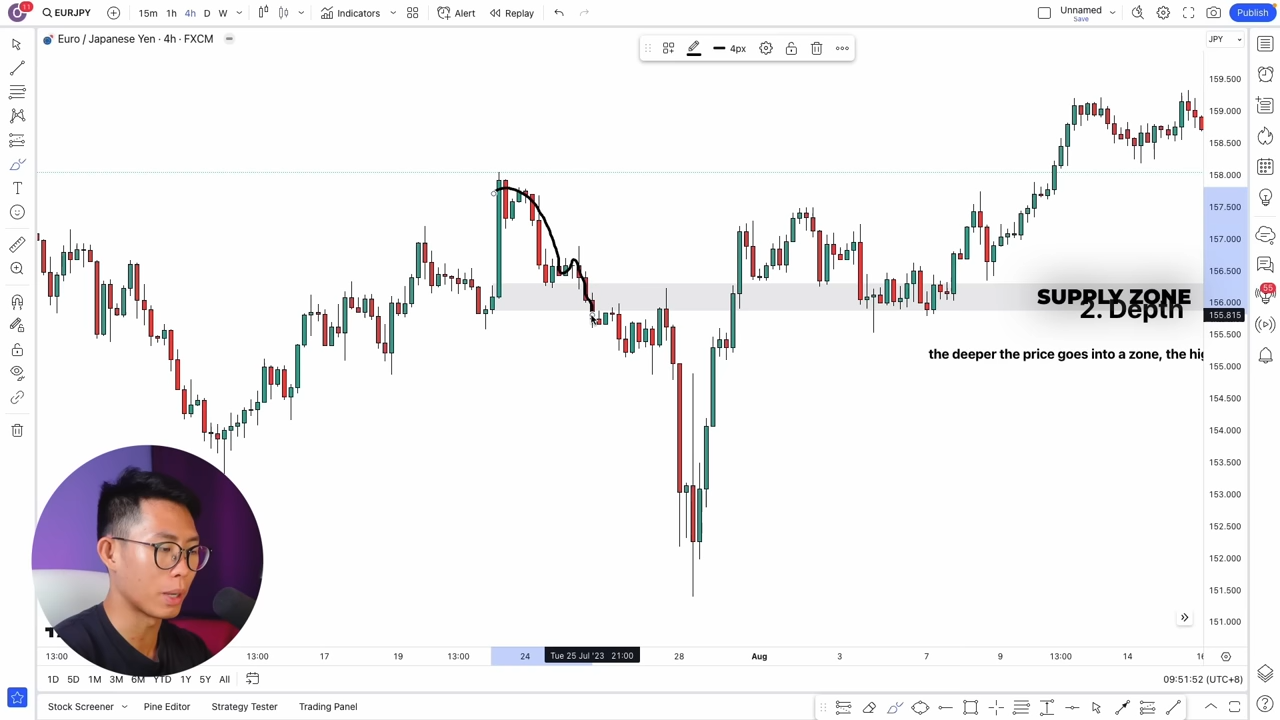 11
EURJPY
15m 1h 4h D W
Indicators
Alert
Replay
Unnamed
Save
Publish
Euro / Japanese Yen · 4h · FXCM
4px
JPY
159.500
159.000
158.500
158.000
157.500
157.000
156.500
156.000
155.815
155.500
155.000
154.500
154.000
153.500
153.000
152.500
152.000
151.500
151.000
55
SUPPLY ZONE
2. Depth
the deeper the price goes into a zone, the hig
13:00 13:00 17 19 13:00 24 Tue 25 Jul '23 21:00 28 Aug 3 7 9 13:00 14 16
1D 5D 1M 3M 6M YTD 1Y 5Y All
09:51:52 (UTC+8)
Stock Screener
Pine Editor
Strategy Tester
Trading Panel